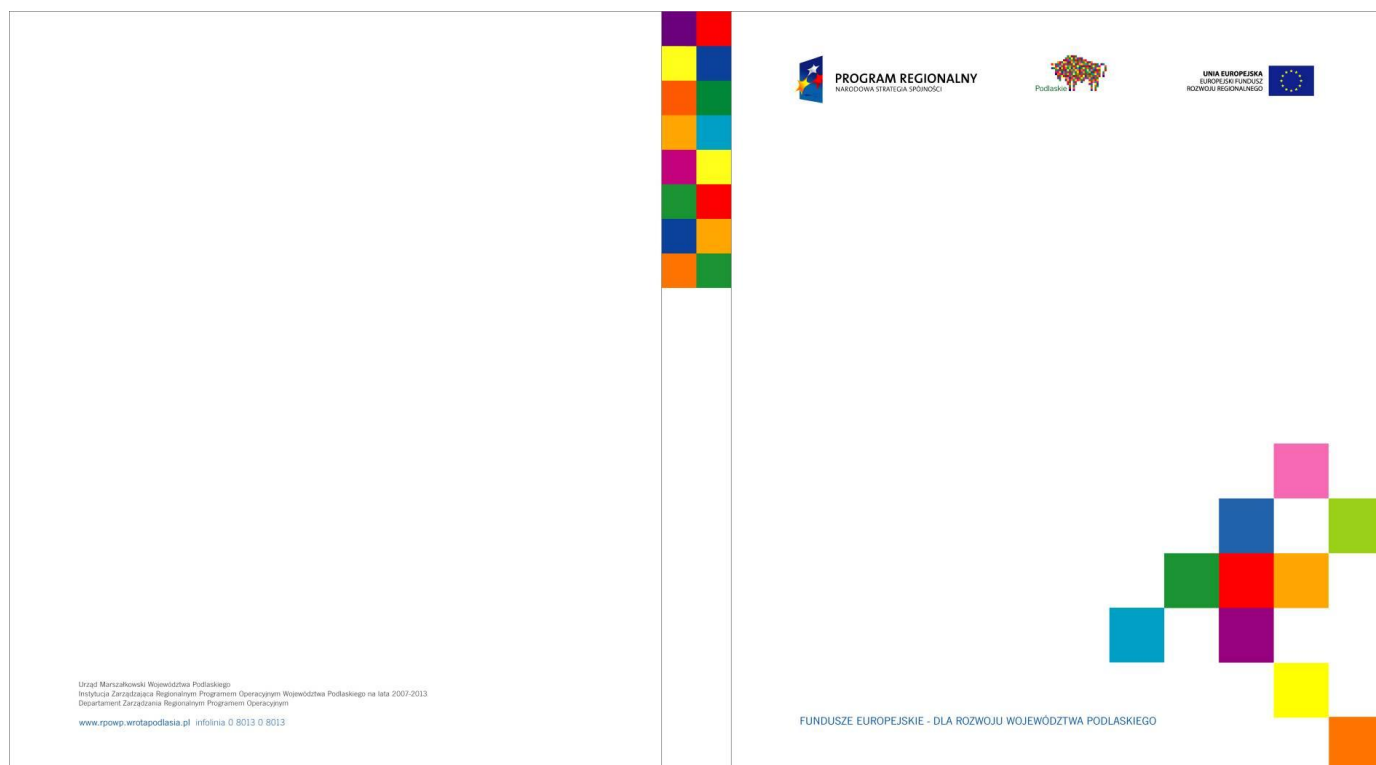 PROGRAM REGIONALNY
NARODOWA STRATEGIA SPÓJNOŚCI
Podlaskie
UNIA EUROPEJSKA
EUROPEJSKI FUNDUSZ
ROZWOJU REGIONALNEGO
Urząd Marszałkowski Województwa Podlaskiego
Instytucja Zarządzająca Regionalnym Programem Operacyjnym Województwa Podlaskiego na lata 2007-2013
Departament Zarządzania Regionalnym Programem Operacyjnym
www.rpowp.wrotapodlasia.pl infolinia 0 8013 0 8013
FUNDUSZE EUROPEJSKIE - DLA ROZWOJU WOJEWÓDZTWA PODLASKIEGO